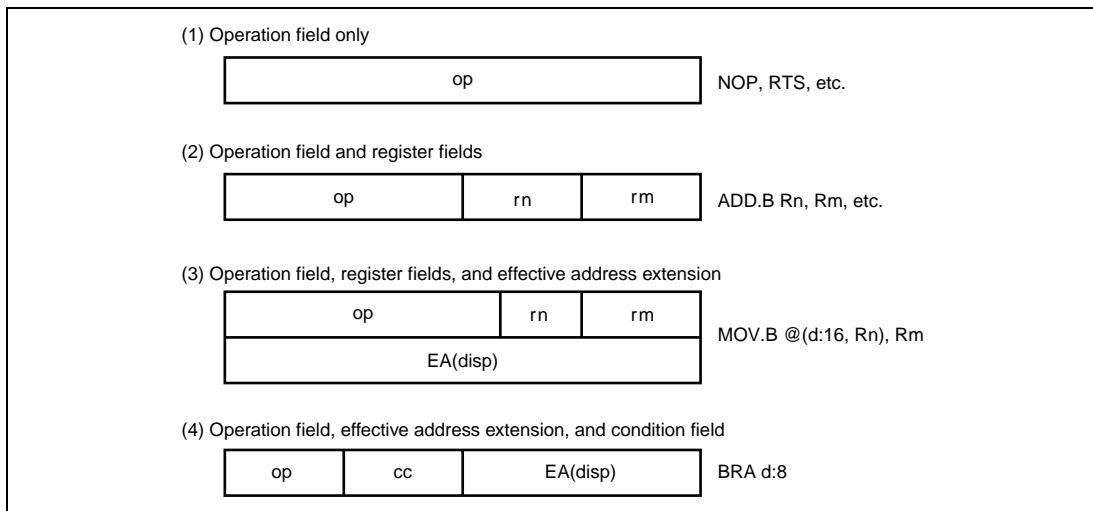 (1) Operation field only
op
NOP, RTS, etc.
(2) Operation field and register fields
op rn rm
ADD.B Rn, Rm, etc.
(3) Operation field, register fields, and effective address extension
op rn rm
EA(disp)
MOV.B @(d:16, Rn), Rm
(4) Operation field, effective address extension, and condition field
op cc EA(disp)
BRA d:8